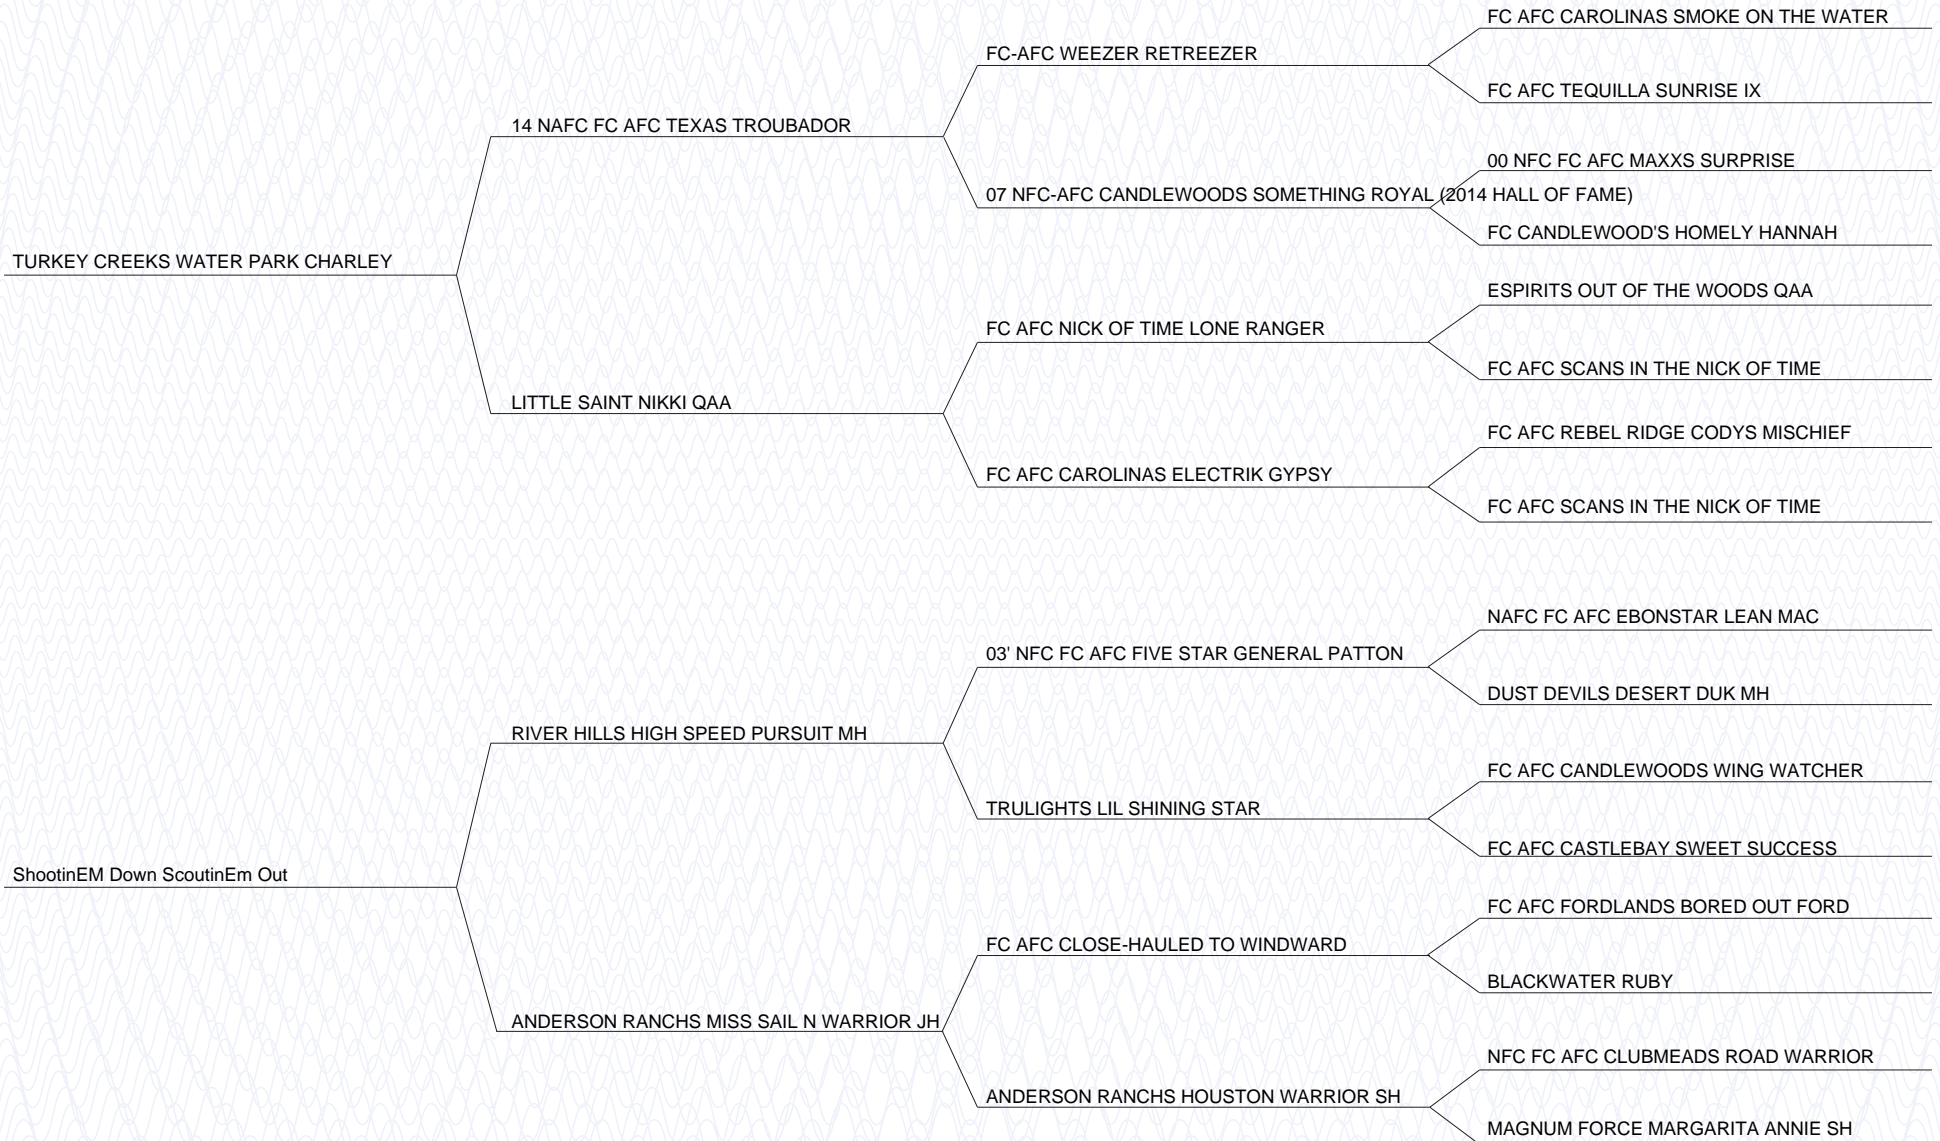 FC AFC CAROLINAS SMOKE ON THE WATER
FC-AFC WEEZER RETREEZER
FC AFC TEQUILLA SUNRISE IX
14 NAFC FC AFC TEXAS TROUBADOR
00 NFC FC AFC MAXXS SURPRISE
07 NFC-AFC CANDLEWOODS SOMETHING ROYAL (2014 HALL OF FAME)
FC CANDLEWOOD'S HOMELY HANNAH
TURKEY CREEKS WATER PARK CHARLEY
ESPIRITS OUT OF THE WOODS QAA
FC AFC NICK OF TIME LONE RANGER
FC AFC SCANS IN THE NICK OF TIME
LITTLE SAINT NIKKI QAA
FC AFC REBEL RIDGE CODYS MISCHIEF
FC AFC CAROLINAS ELECTRIK GYPSY
FC AFC SCANS IN THE NICK OF TIME
NAFC FC AFC EBONSTAR LEAN MAC
03' NFC FC AFC FIVE STAR GENERAL PATTON
DUST DEVILS DESERT DUK MH
RIVER HILLS HIGH SPEED PURSUIT MH
FC AFC CANDLEWOODS WING WATCHER
TRULIGHTS LIL SHINING STAR
FC AFC CASTLEBAY SWEET SUCCESS
ShootinEM Down ScoutinEm Out
FC AFC FORDLANDS BORED OUT FORD
FC AFC CLOSE-HAULED TO WINDWARD
BLACKWATER RUBY
ANDERSON RANCHS MISS SAIL N WARRIOR JH
NFC FC AFC CLUBMEADS ROAD WARRIOR
ANDERSON RANCHS HOUSTON WARRIOR SH
MAGNUM FORCE MARGARITA ANNIE SH